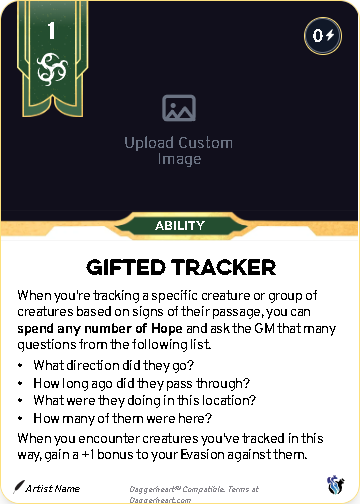 1
0
Upload Custom
Image
ABILITY
GIFTED TRACKER
When you're tracking a specific creature or group of
creatures based on signs of their passage, you can
spend any number of Hope and ask the GM that many
questions from the following list.
• What direction did they go?
• How long ago did they pass through?
• What were they doing in this location?
• How many of them were here?
When you encounter creatures you've tracked in this
way, gain a +1 bonus to your Evasion against them.
Artist Name
Daggerheart™ Compatible. Terms at
Daggerheart.com